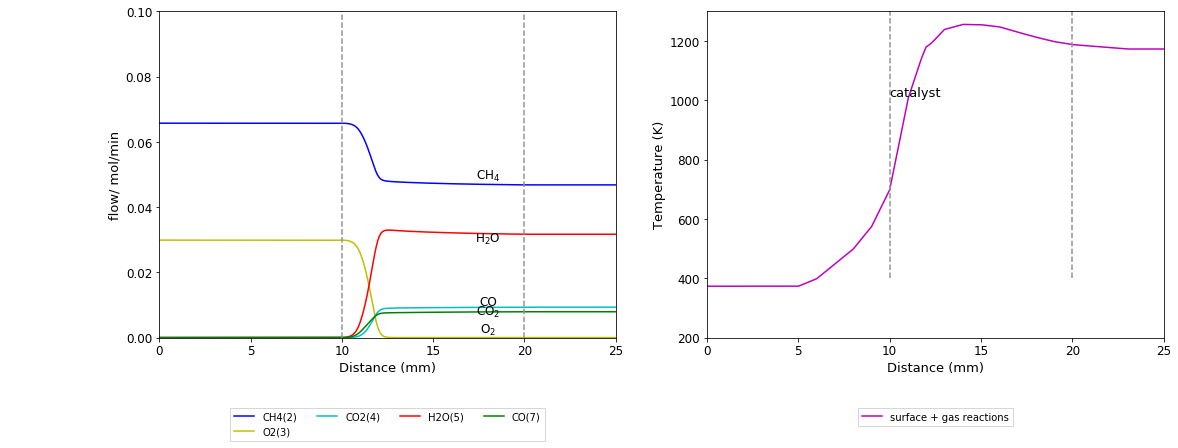 0.10
0.08
0.06
0.04
0.02
0.00
flow/ mol/min
CH₄
H₂O
CO
CO₂
O₂
0 5 10 15 20 25
Distance (mm)
CH4(2) CO2(4) H2O(5) CO(7)
O2(3)
1200
1000
800
600
400
200
Temperature (K)
catalyst
0 5 10 15 20 25
Distance (mm)
surface + gas reactions